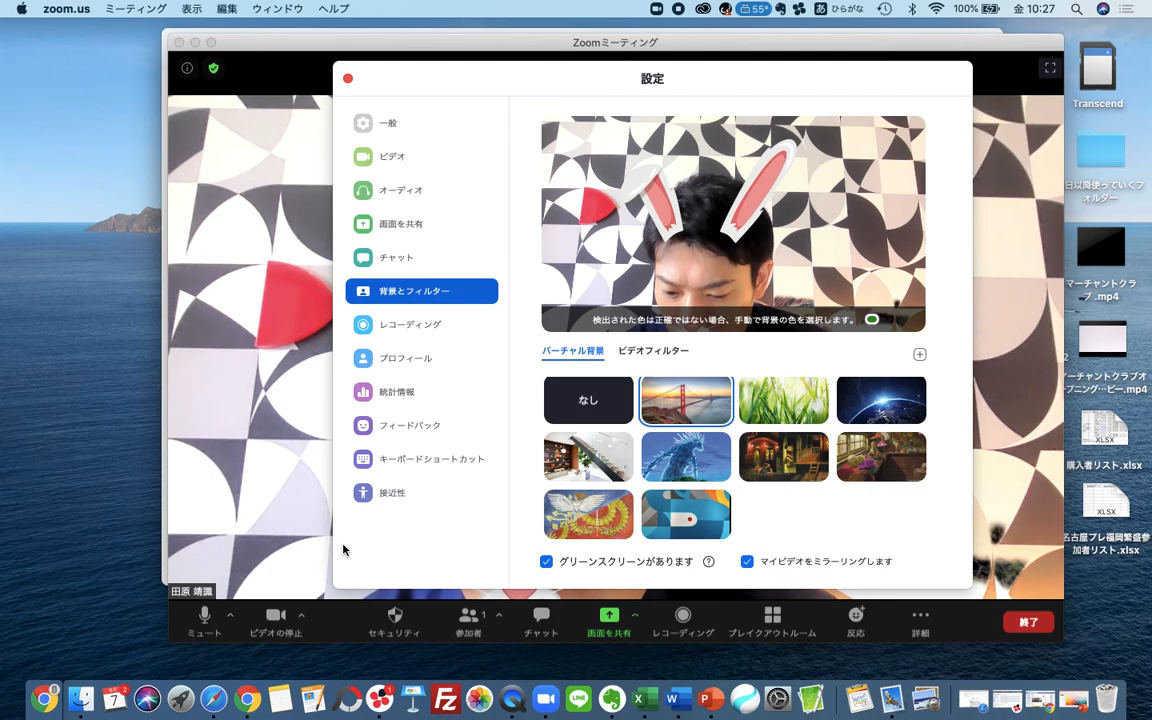 zoom.us ミーティング 表示 編集 ウィンドウ ヘルプ
55° あ ひらがな 100% 金 10:27
Zoomミーティング
設定
一般
ビデオ
オーディオ
画面を共有
チャット
背景とフィルター
レコーディング
プロフィール
統計情報
フィードバック
キーボードショートカット
接近性
検出された色は正確ではない場合、手動で背景の色を選択します。
バーチャル背景 ビデオフィルター
なし
グリーンスクリーンがあります
マイビデオをミラーリングします
田原 靖識
ミュート
ビデオの停止
セキュリティ
1
参加者
チャット
画面を共有
レコーディング
ブレイクアウトルーム
反応
詳細
終了
Transcend
日以降使っていくフ
ォルダー
マーチャントクラ
ブ .mp4
ーチャントクラブオ
プニング…ピー.mp4
XLSX
購入者リスト.xlsx
XLSX
名古屋プレ福岡繁盛参
加者リスト.xlsx
7
LINE